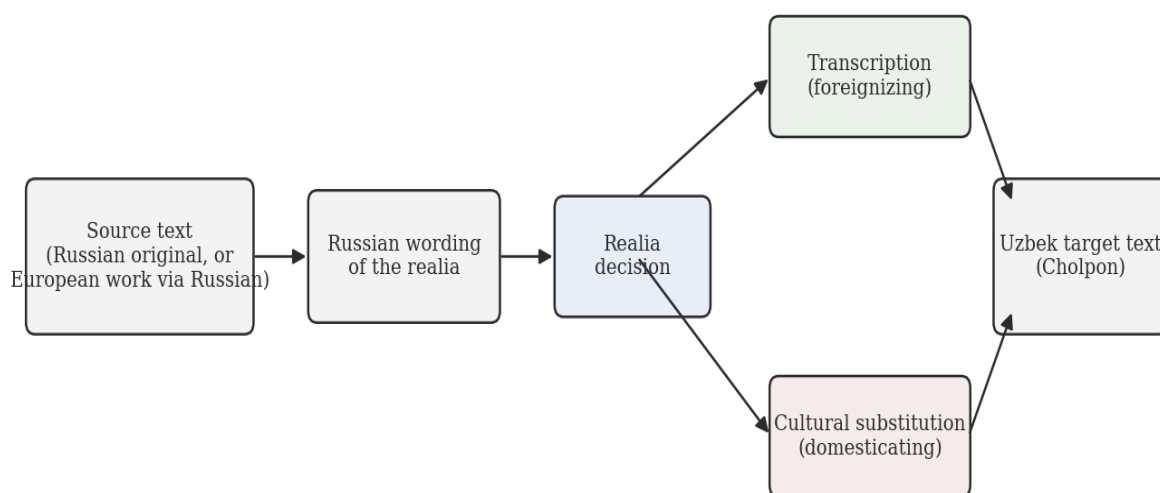 Source text
(Russian original, or
European work via Russian)
Russian wording
of the realia
Realia
decision
Transcription
(foreignizing)
Cultural substitution
(domesticating)
Uzbek target text
(Cholpon)